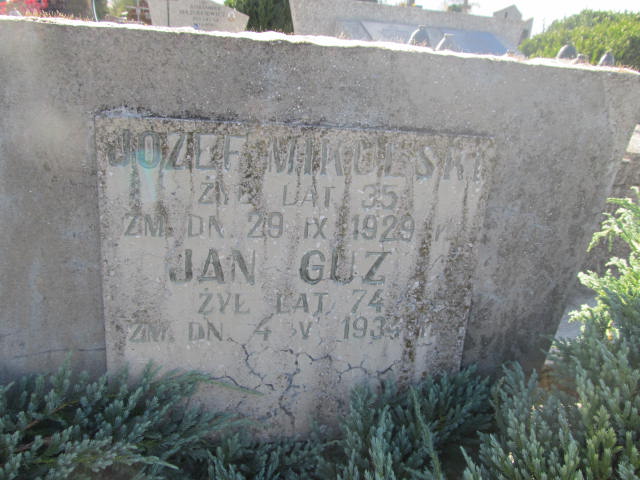 JÓZEF
ŻYŁ LAT 35
ZM. DN. 29 IX 1929 R.
JAN GUZ
ŻYŁ LAT 74
ZM. DN. 4 V